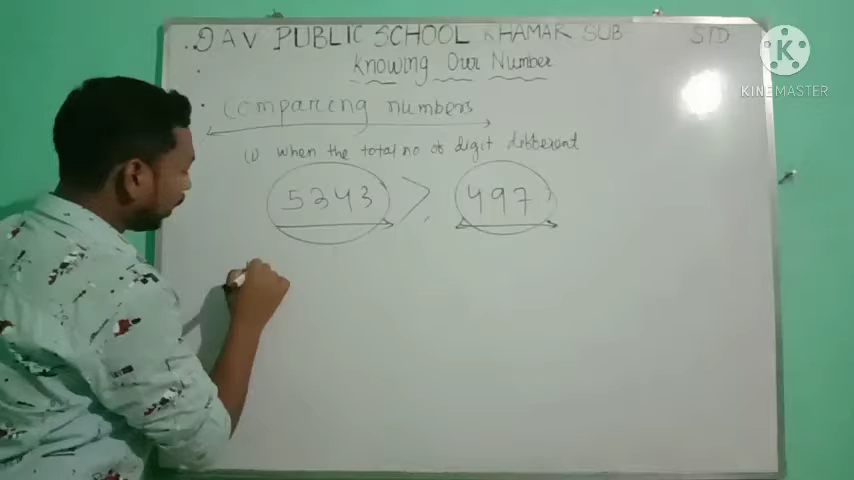 DAV PUBLIC SCHOOL KHAMAR SUB STD
Knowing Our Number
K
KINEMASTER
Comparing numbers
(i) when the total no of digit different
5343 > 497